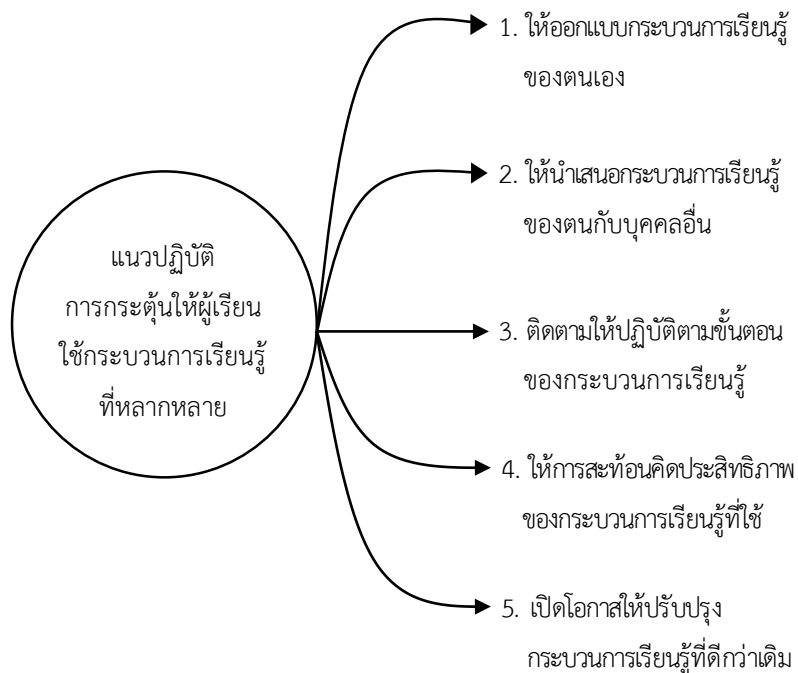 แนวปฏิบัติ
การกระตุ้นให้ผู้เรียน
ใช้กระบวนการเรียนรู้
ที่หลากหลาย
1. ให้ออกแบบกระบวนการเรียนรู้
ของตนเอง
2. ให้นำเสนอกระบวนการเรียนรู้
ของตนกับบุคคลอื่น
3. ติดตามให้ปฏิบัติตามขั้นตอน
ของกระบวนการเรียนรู้
4. ให้การสะท้อนคิดประสิทธิภาพ
ของกระบวนการเรียนรู้ที่ใช้
5. เปิดโอกาสให้ปรับปรุง
กระบวนการเรียนรู้ที่ดีกว่าเดิม